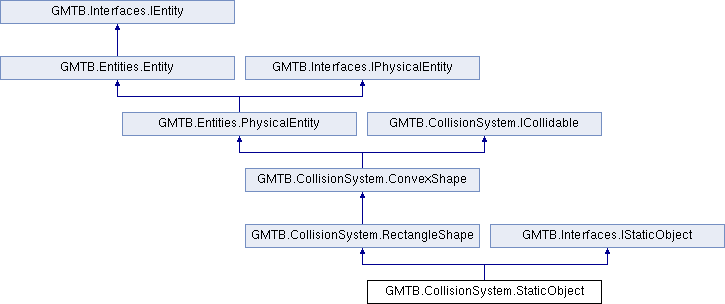 GMTB.Interfaces.IEntity
GMTB.Entities.Entity
GMTB.Interfaces.IPhysicalEntity
GMTB.Entities.PhysicalEntity
GMTB.CollisionSystem.ICollidable
GMTB.CollisionSystem.ConvexShape
GMTB.CollisionSystem.RectangleShape
GMTB.Interfaces.IStaticObject
GMTB.CollisionSystem.StaticObject